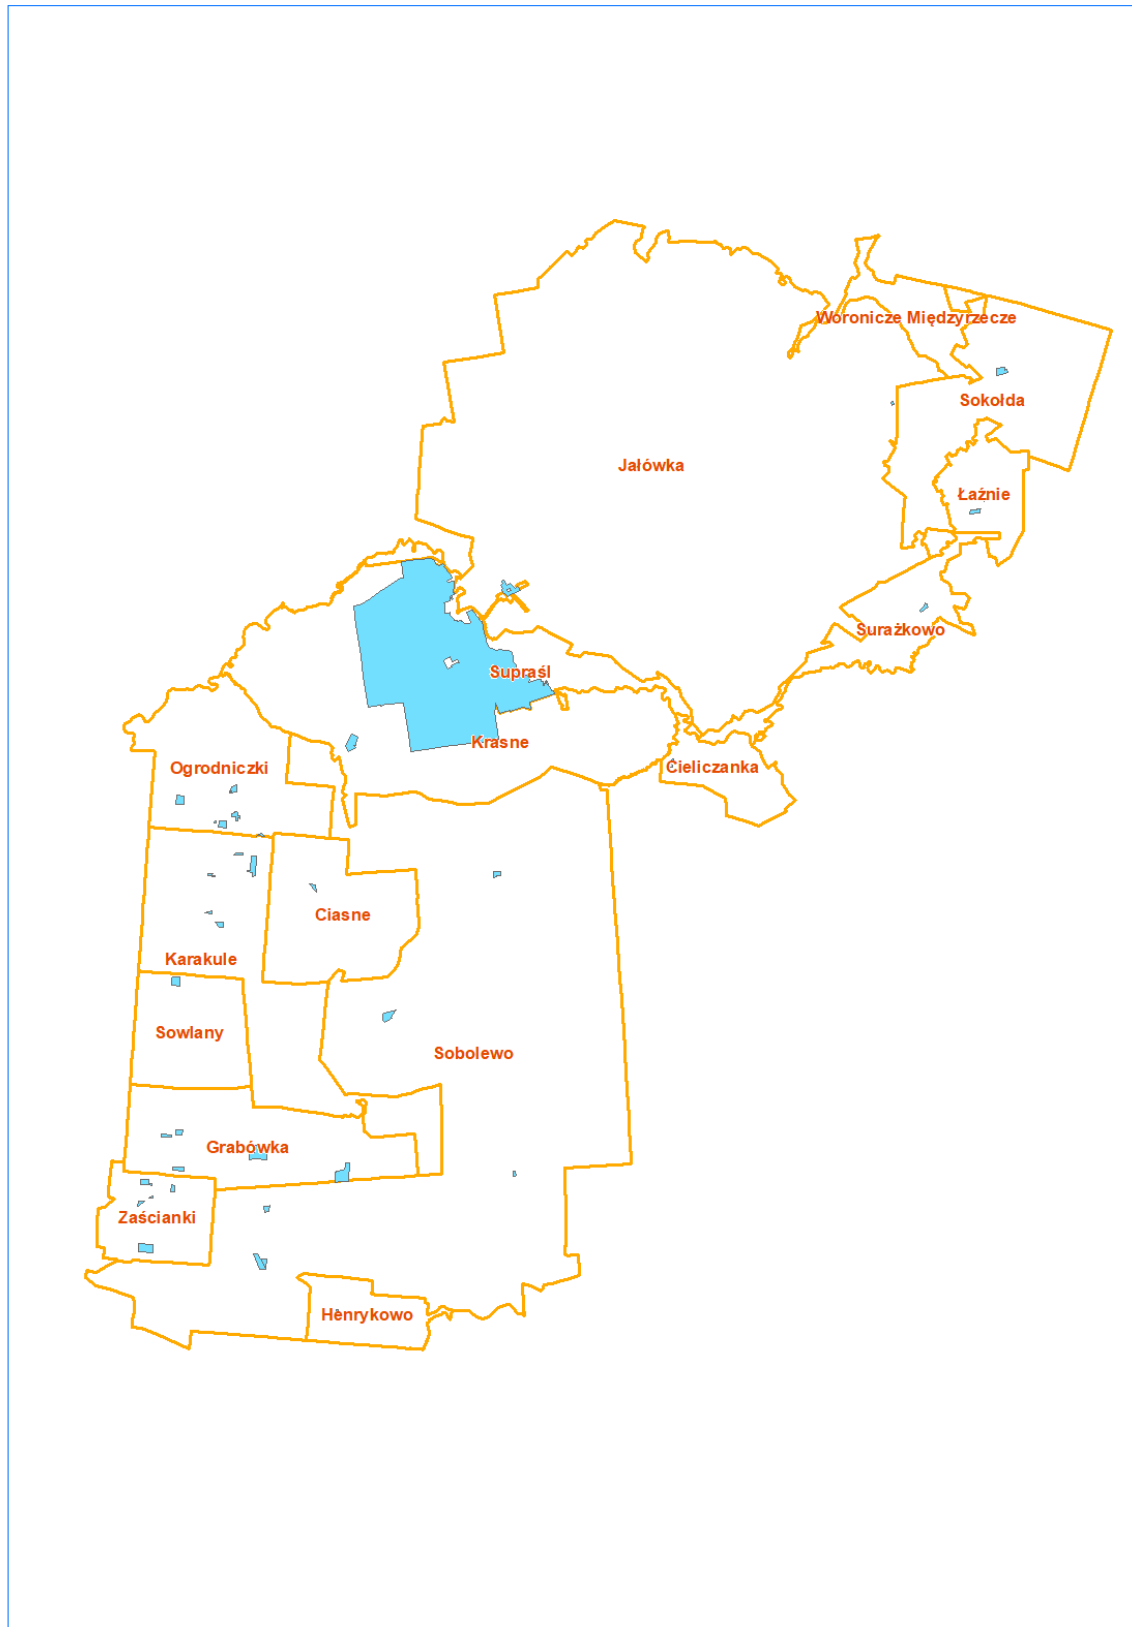 Woronicze Międzyrzecze
Sokołda
Jałówka
Łaźnie
Surażkowo
Supraśl
Krasne
Cieliczanka
Ogrodniczki
Ciasne
Karakule
Sowlany
Sobolewo
Grabówka
Zaścianki
Henrykowo